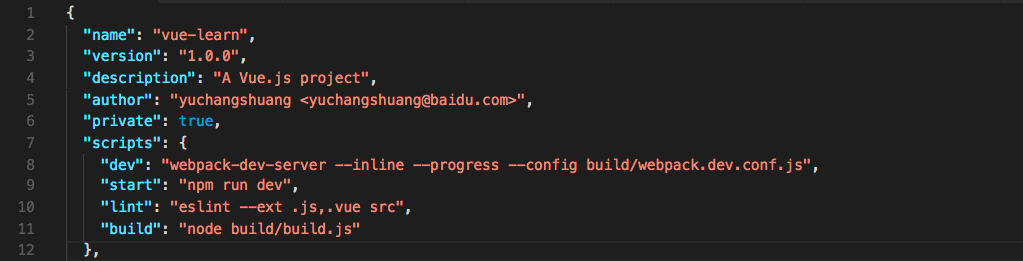 1 {
2 "name": "vue-learn",
3 "version": "1.0.0",
4 "description": "A Vue.js project",
5 "author": "yuchangshuang <yuchangshuang@baidu.com>",
6 "private": true,
7 "scripts": {
8 "dev": "webpack-dev-server --inline --progress --config build/webpack.dev.conf.js",
9 "start": "npm run dev",
10 "lint": "eslint --ext .js,.vue src",
11 "build": "node build/build.js"
12 },